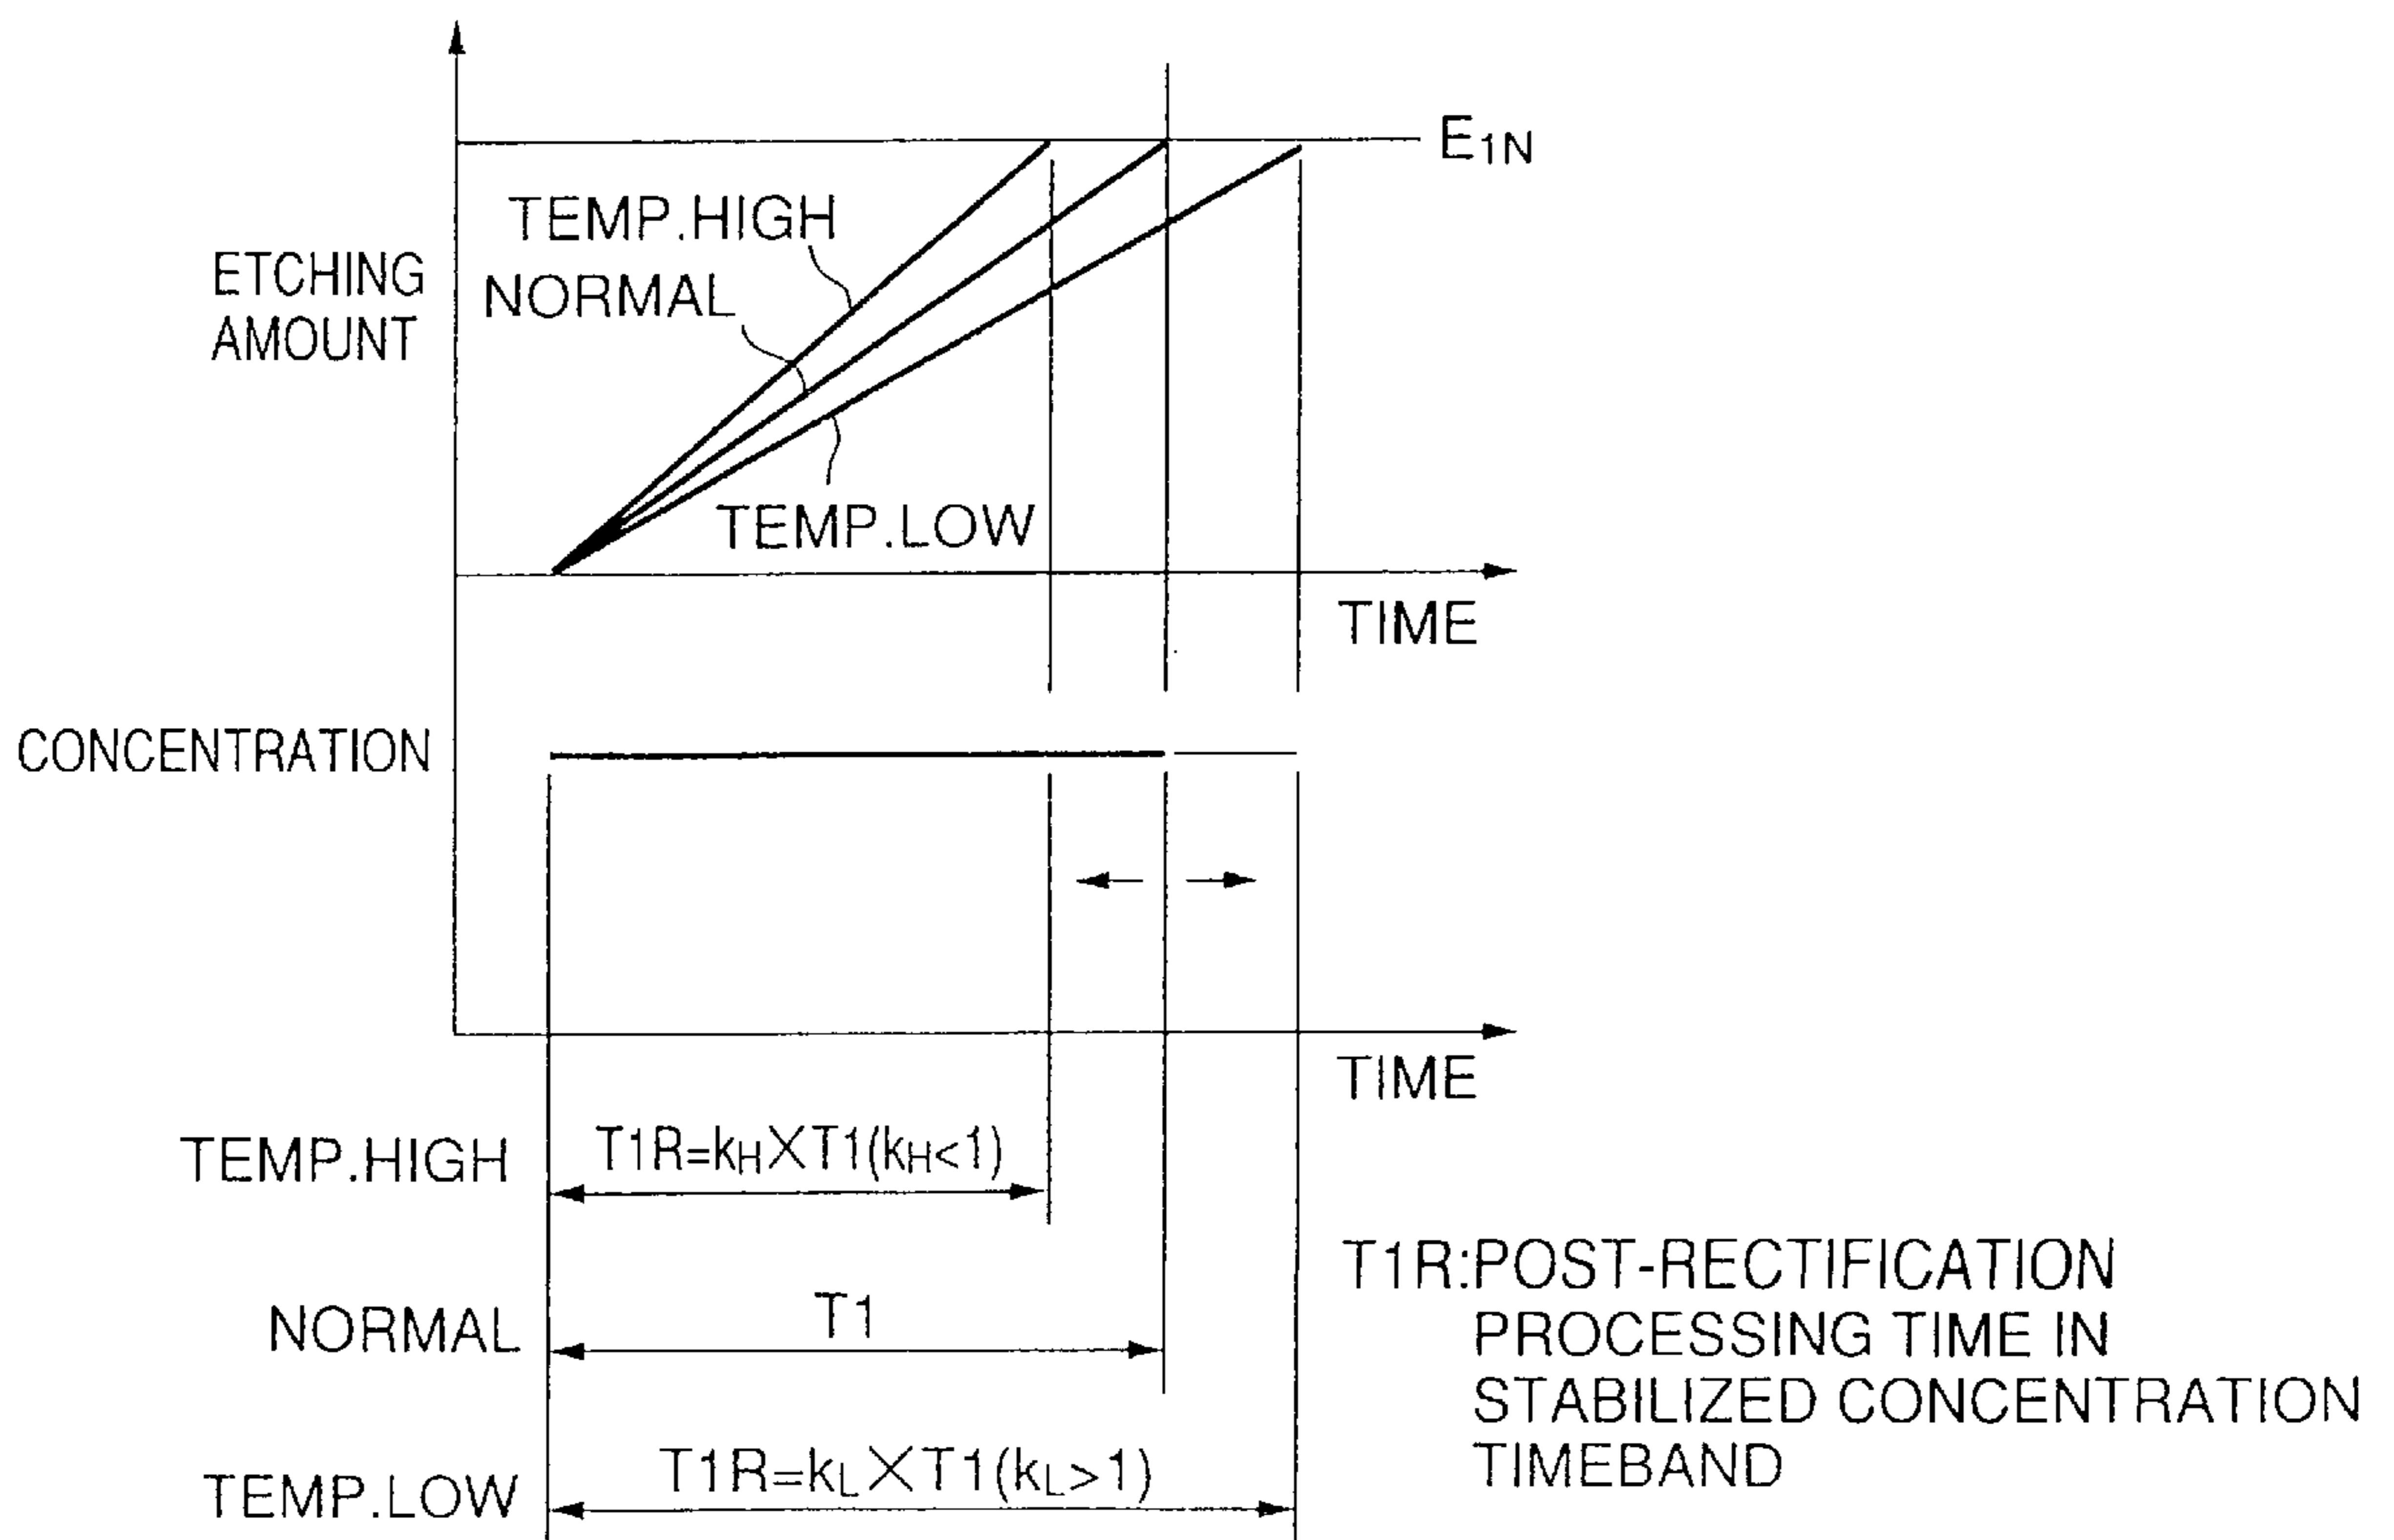 E1N
TEMP.HIGH
NORMAL
ETCHING
AMOUNT
TEMP.LOW
TIME
CONCENTRATION
TIME
TEMP.HIGH
T1R=kH×T1(kH<1)
NORMAL
T1
TEMP.LOW
T1R=kL×T1(kL>1)
T1R:POST-RECTIFICATION
PROCESSING TIME IN
STABILIZED CONCENTRATION
TIMEBAND